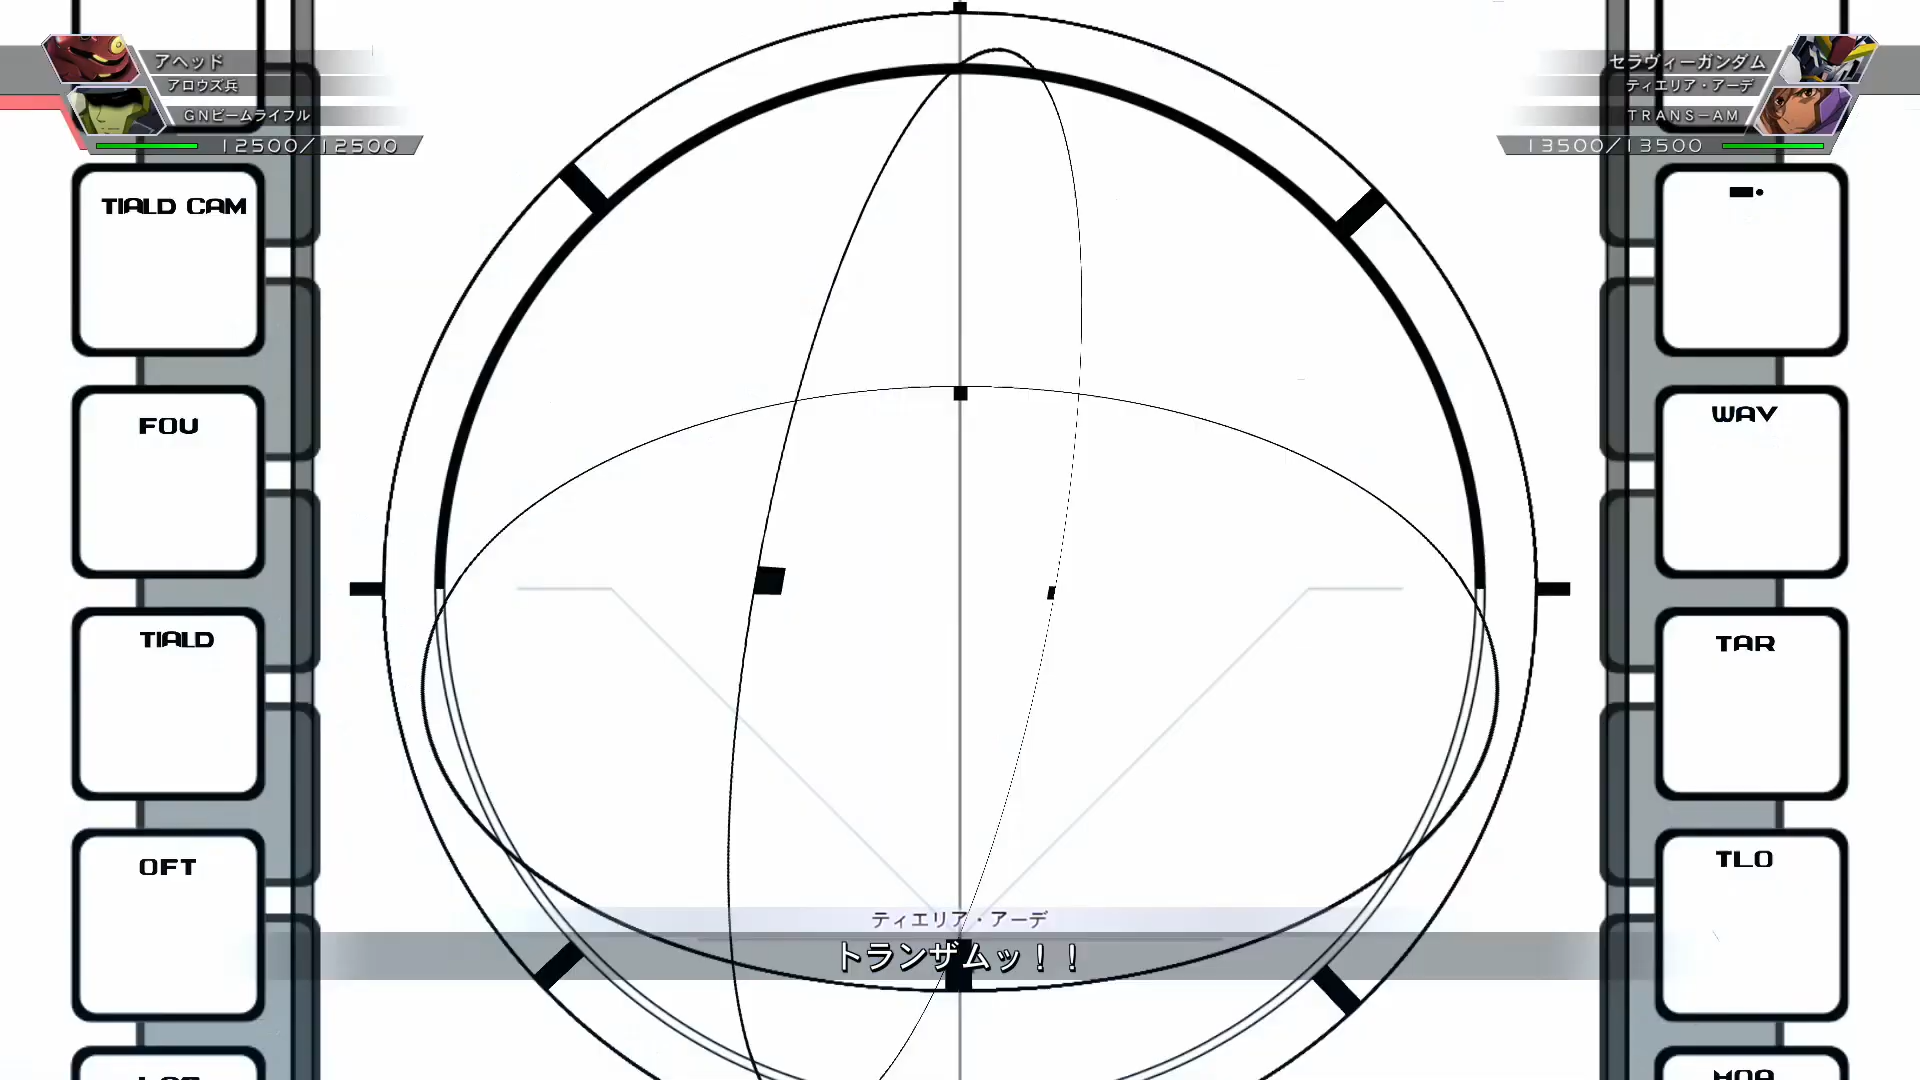 アヘッド
アロウズ兵
GNビームライフル
12500/12500
セラヴィーガンダム
ティエリア・アーデ
TRANS-AM
13500/13500
TIALD CAM
FOU
TIALD
OFT
WAV
TAR
TLO
ティエリア・アーデ
トランザムッ！！